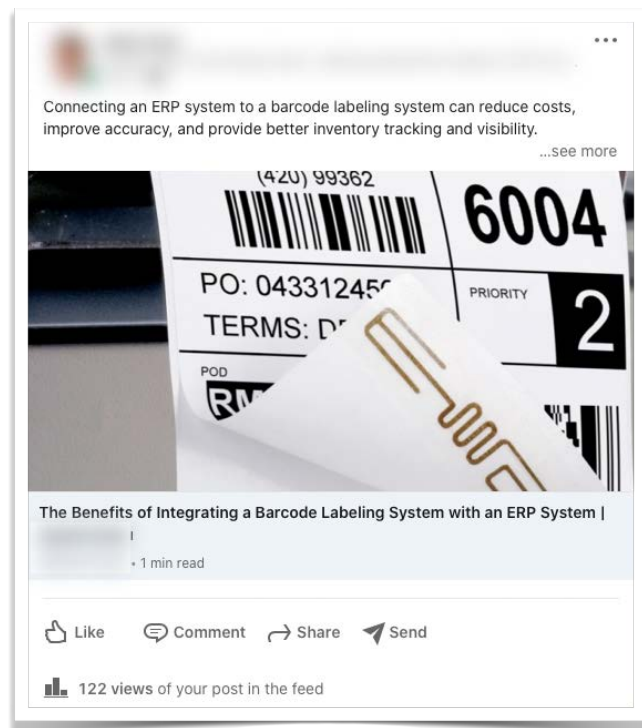 Connecting an ERP system to a barcode labeling system can reduce costs,
improve accuracy, and provide better inventory tracking and visibility.
...see more
(420) 99362
6004
PO: 04331245
PRIORITY
2
TERMS:
POD
The Benefits of Integrating a Barcode Labeling System with an ERP System |
• 1 min read
Like
Comment
Share
Send
122 views of your post in the feed